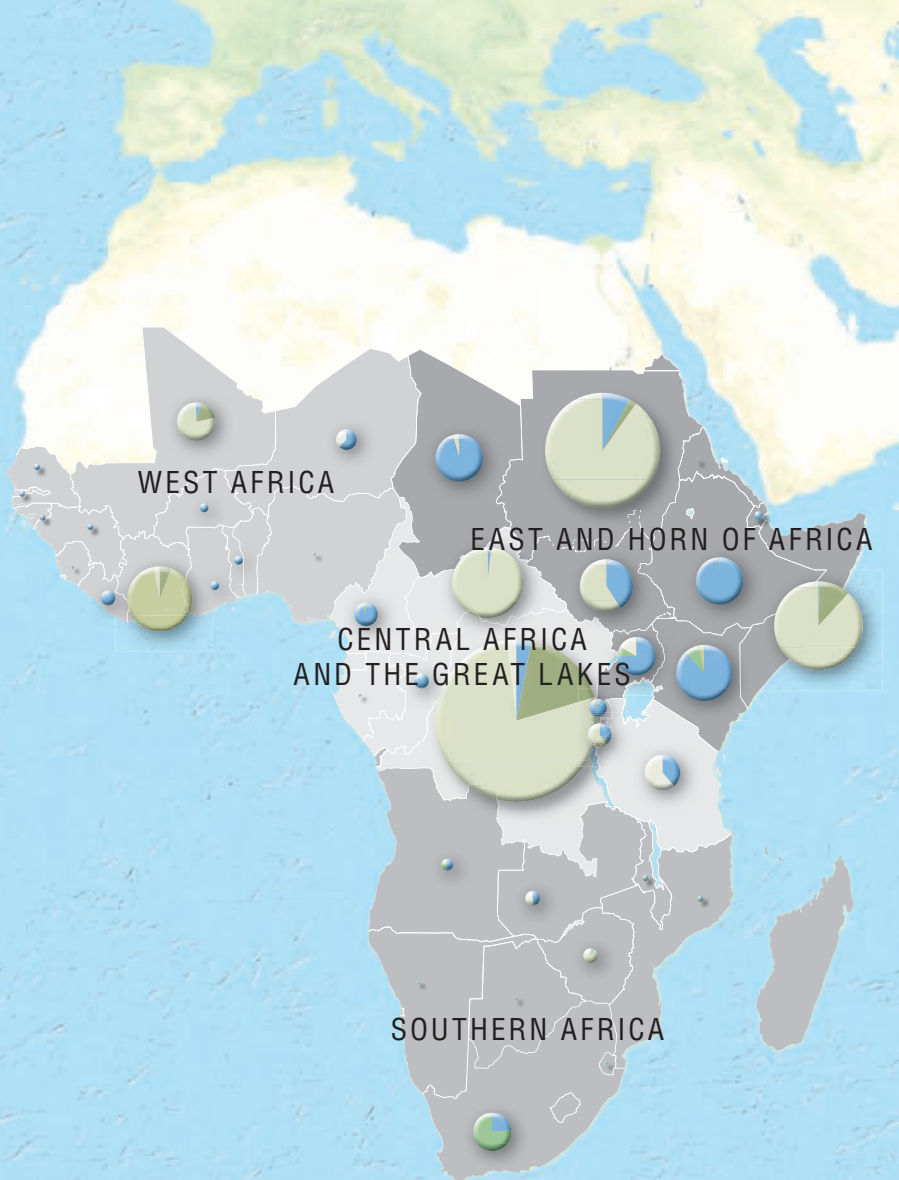 WEST AFRICA
EAST AND HORN OF AFRICA
CENTRAL AFRICA
AND THE GREAT LAKES
SOUTHERN AFRICA